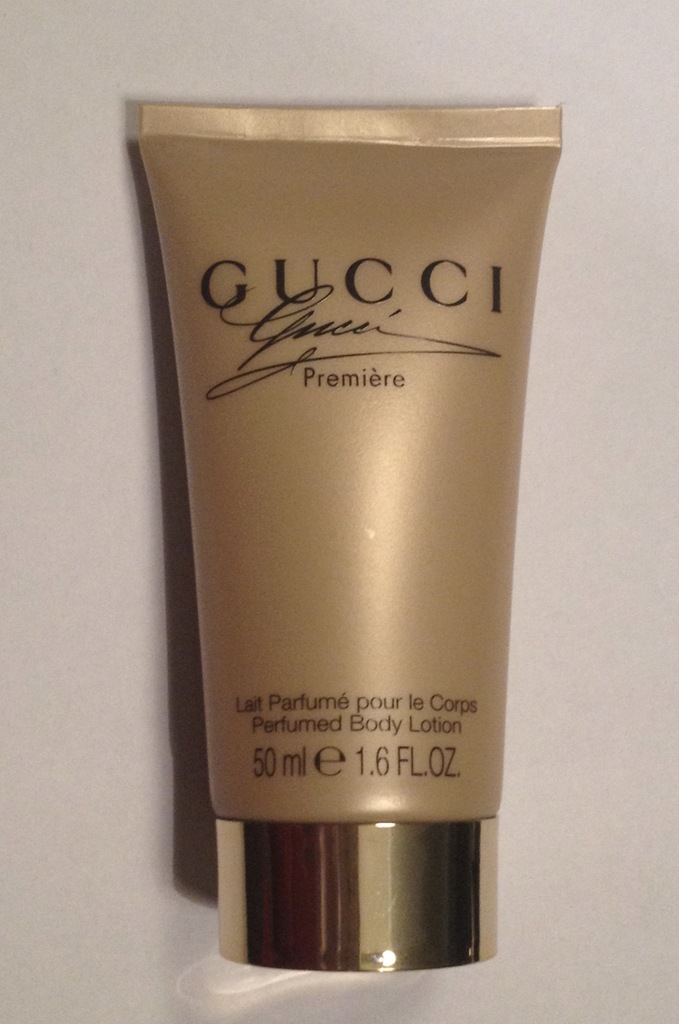 GUCCI
Gucci
Première
Lait Parfumé pour le Corps
Perfumed Body Lotion
50 ml ℮ 1.6 FL.OZ.